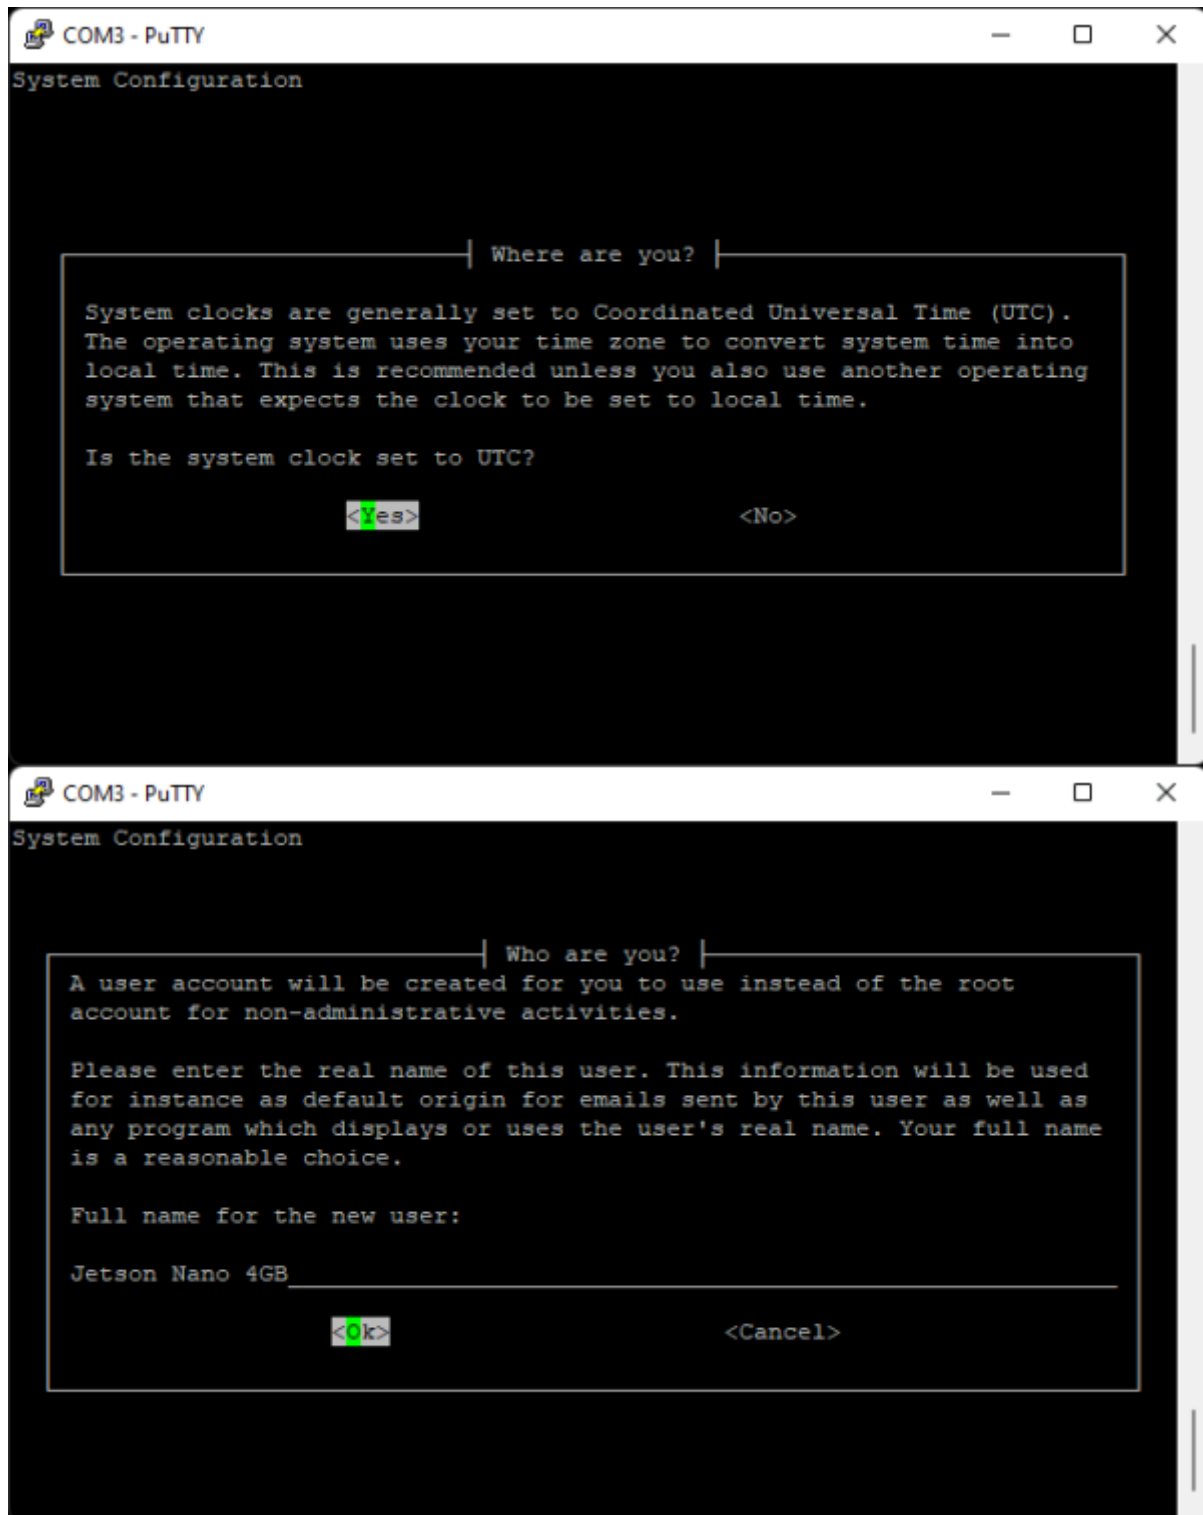 COM3 - PuTTY
System Configuration
Where are you?
System clocks are generally set to Coordinated Universal Time (UTC).
The operating system uses your time zone to convert system time into
local time. This is recommended unless you also use another operating
system that expects the clock to be set to local time.
Is the system clock set to UTC?
<Yes> <No>
COM3 - PuTTY
System Configuration
Who are you?
A user account will be created for you to use instead of the root
account for non-administrative activities.
Please enter the real name of this user. This information will be used
for instance as default origin for emails sent by this user as well as
any program which displays or uses the user's real name. Your full name
is a reasonable choice.
Full name for the new user:
Jetson Nano 4GB
<Ok> <Cancel>